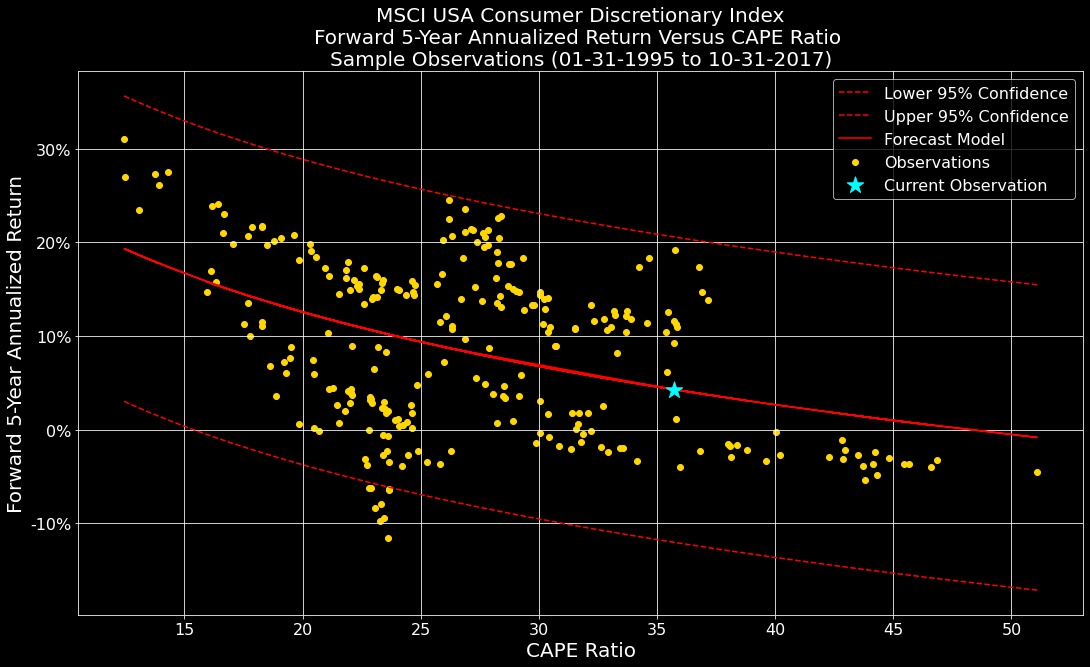 MSCI USA Consumer Discretionary Index
Forward 5-Year Annualized Return Versus CAPE Ratio
Sample Observations (01-31-1995 to 10-31-2017)
Lower 95% Confidence
Upper 95% Confidence
Forecast Model
Observations
Current Observation
Forward 5-Year Annualized Return
30%
20%
10%
0%
-10%
15 20 25 30 35 40 45 50
CAPE Ratio